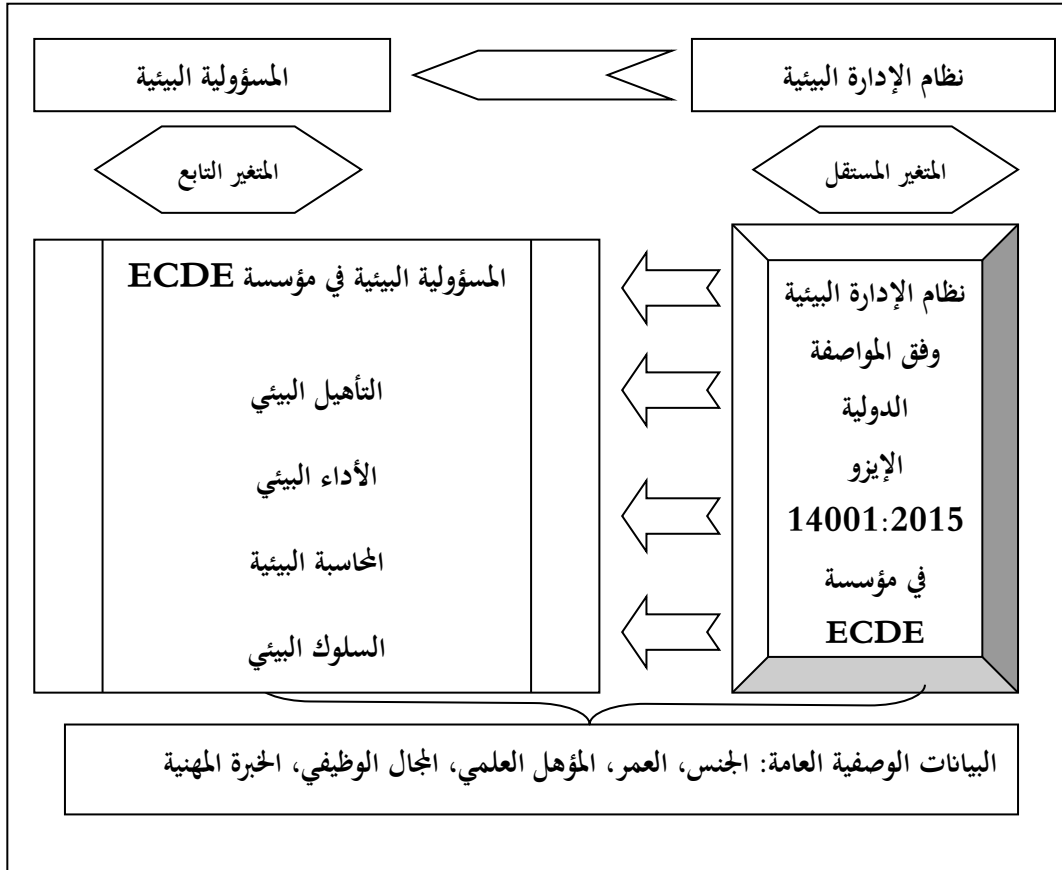 نظام الإدارة البيئية
المسؤولية البيئية
المتغير المستقل
المتغير التابع
نظام الإدارة البيئية
وفق المواصفة
الدولية
الإيزو
14001:2015
في مؤسسة
ECDE
المسؤولية البيئية في مؤسسة ECDE
التأهيل البيئي
الأداء البيئي
المحاسبة البيئية
السلوك البيئي
البيانات الوصفية العامة: الجنس، العمر، المؤهل العلمي، المجال الوظيفي، الخبرة المهنية